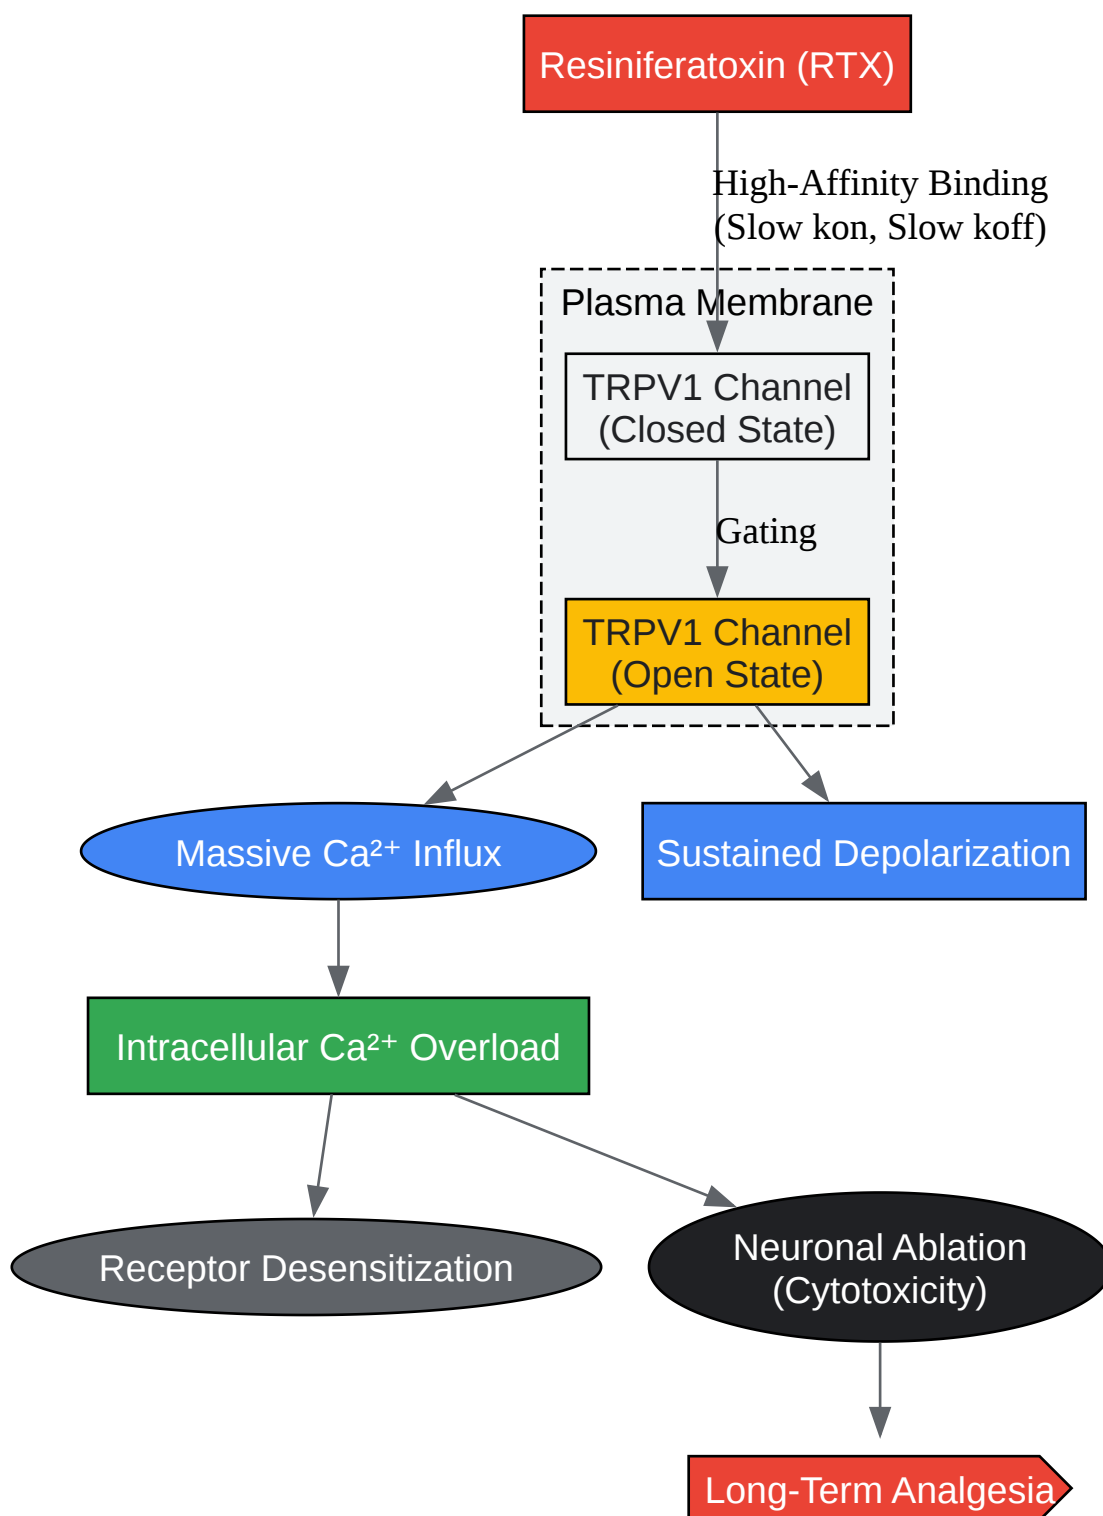 Resiniferatoxin (RTX)
High-Affinity Binding
(Slow kon, Slow koff)
Plasma Membrane
TRPV1 Channel
(Closed State)
Gating
TRPV1 Channel
(Open State)
Massive Ca²⁺ Influx
Sustained Depolarization
Intracellular Ca²⁺ Overload
Receptor Desensitization
Neuronal Ablation
(Cytotoxicity)
Long-Term Analgesia